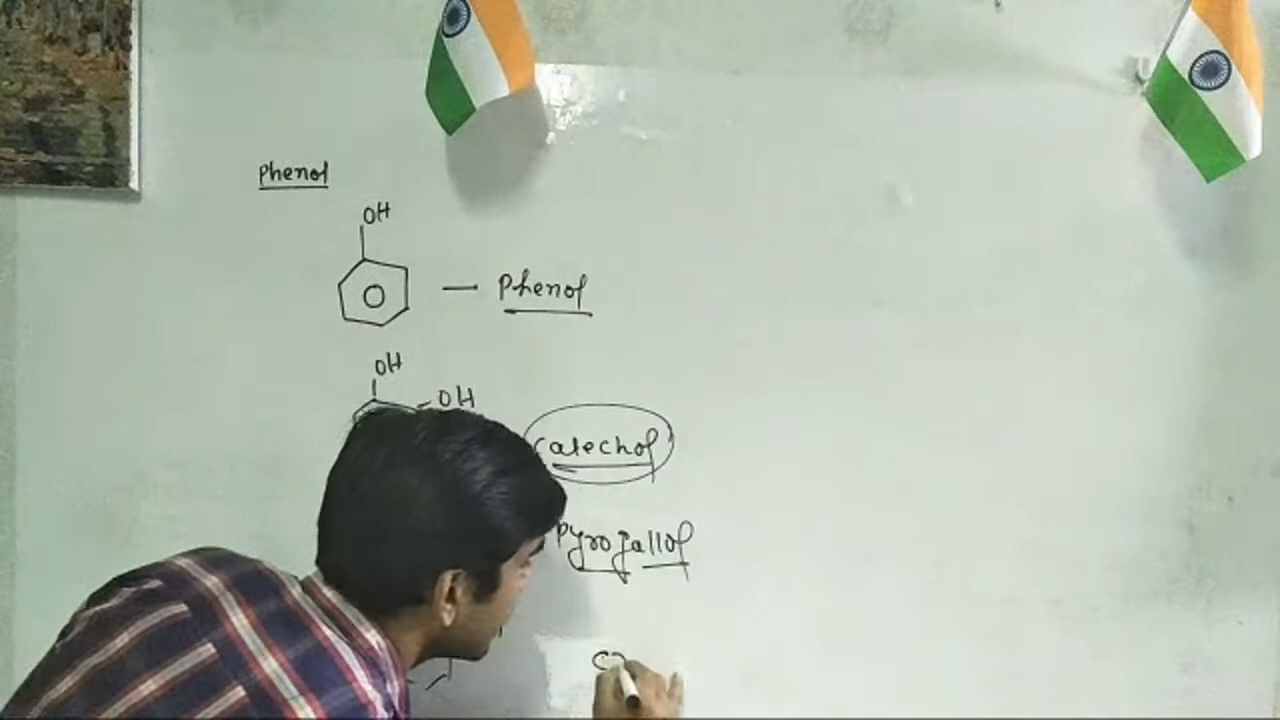 Phenol
OH
Phenol
OH
OH
Catechol
Pyrogallol